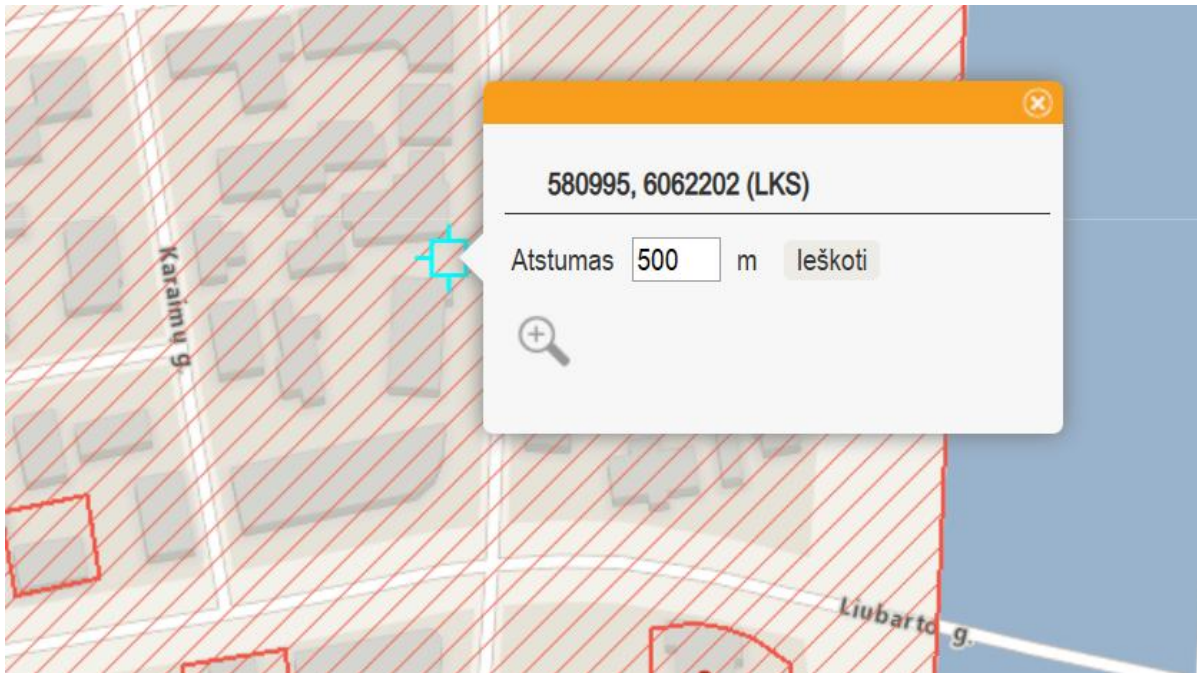 580995, 6062202 (LKS)
Atstumas 500 m Ieškoti
Karaimų g.
Liubarto g.